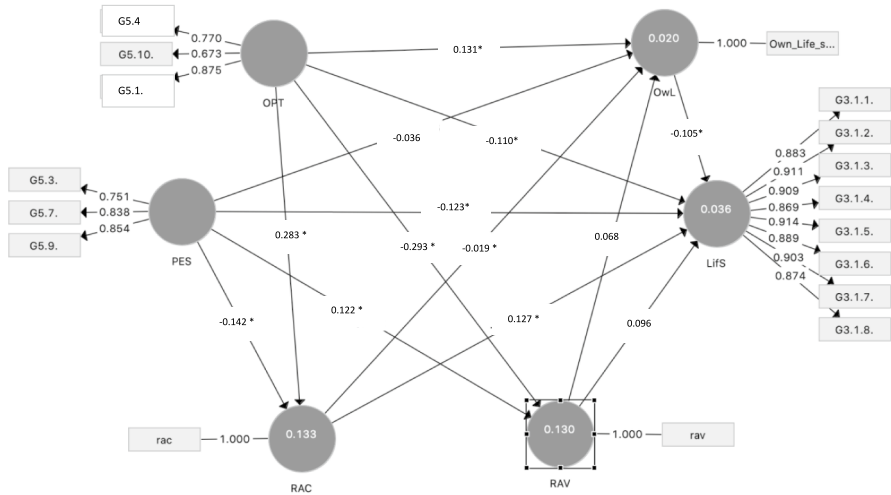 G5.4
G5.10.
G5.1.
0.770
0.673
0.875
OPT
0.131*
0.020
OwL
1.000
Own_Life_s...
-0.036
-0.110*
-0.105*
G3.1.1.
G3.1.2.
G3.1.3.
G3.1.4.
G3.1.5.
G3.1.6.
G3.1.7.
G3.1.8.
0.883
0.911
0.909
0.869
0.914
0.889
0.903
0.874
0.036
LifS
G5.3.
G5.7.
G5.9.
0.751
0.838
0.854
PES
-0.123*
0.283 *
-0.293 *
-0.019 *
0.068
-0.142 *
0.122 *
0.127 *
0.096
rac
1.000
0.133
RAC
0.130
RAV
1.000
rav